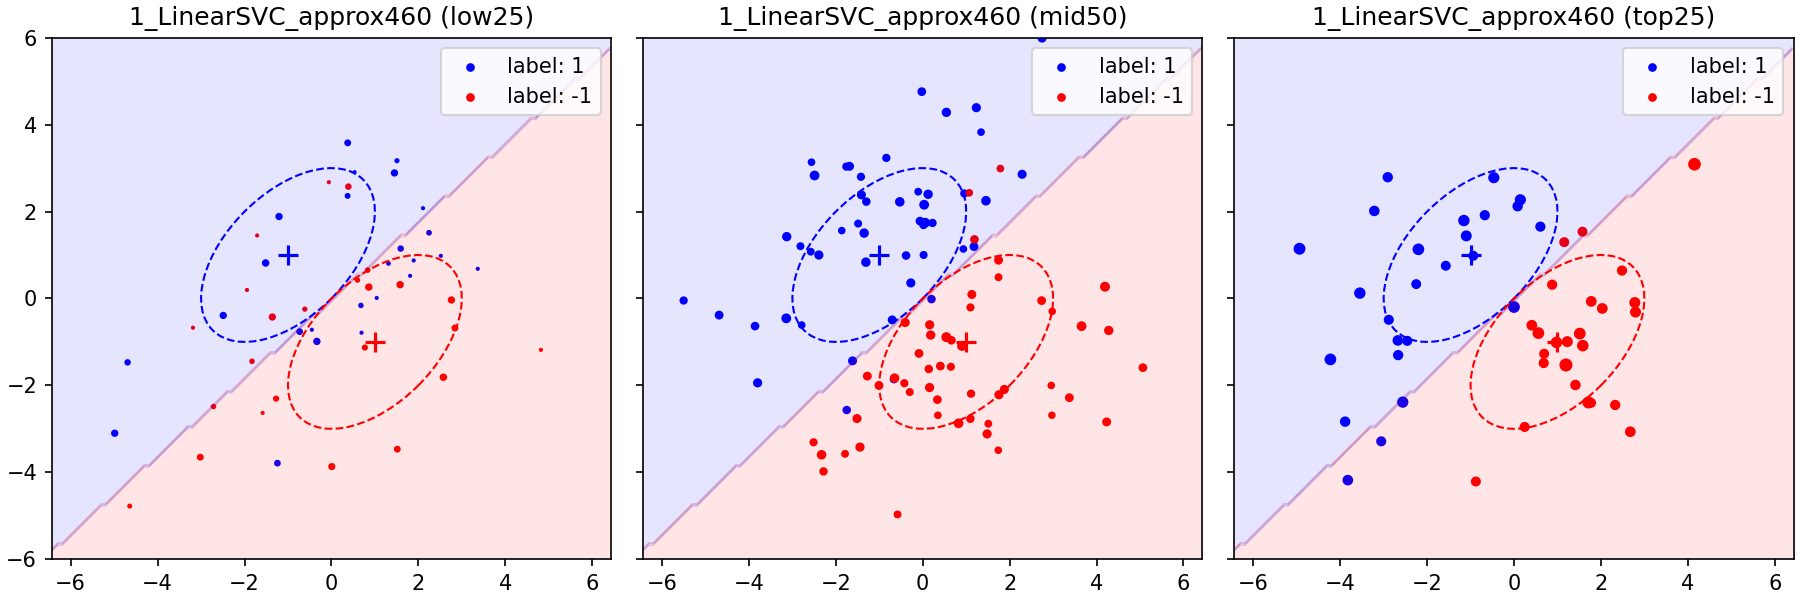 1_LinearSVC_approx460 (low25)
1_LinearSVC_approx460 (mid50)
1_LinearSVC_approx460 (top25)
label: 1
label: -1
label: 1
label: -1
label: 1
label: -1
6
4
2
0
−2
−4
−6
−6 −4 −2 0 2 4 6
−6 −4 −2 0 2 4 6
−6 −4 −2 0 2 4 6